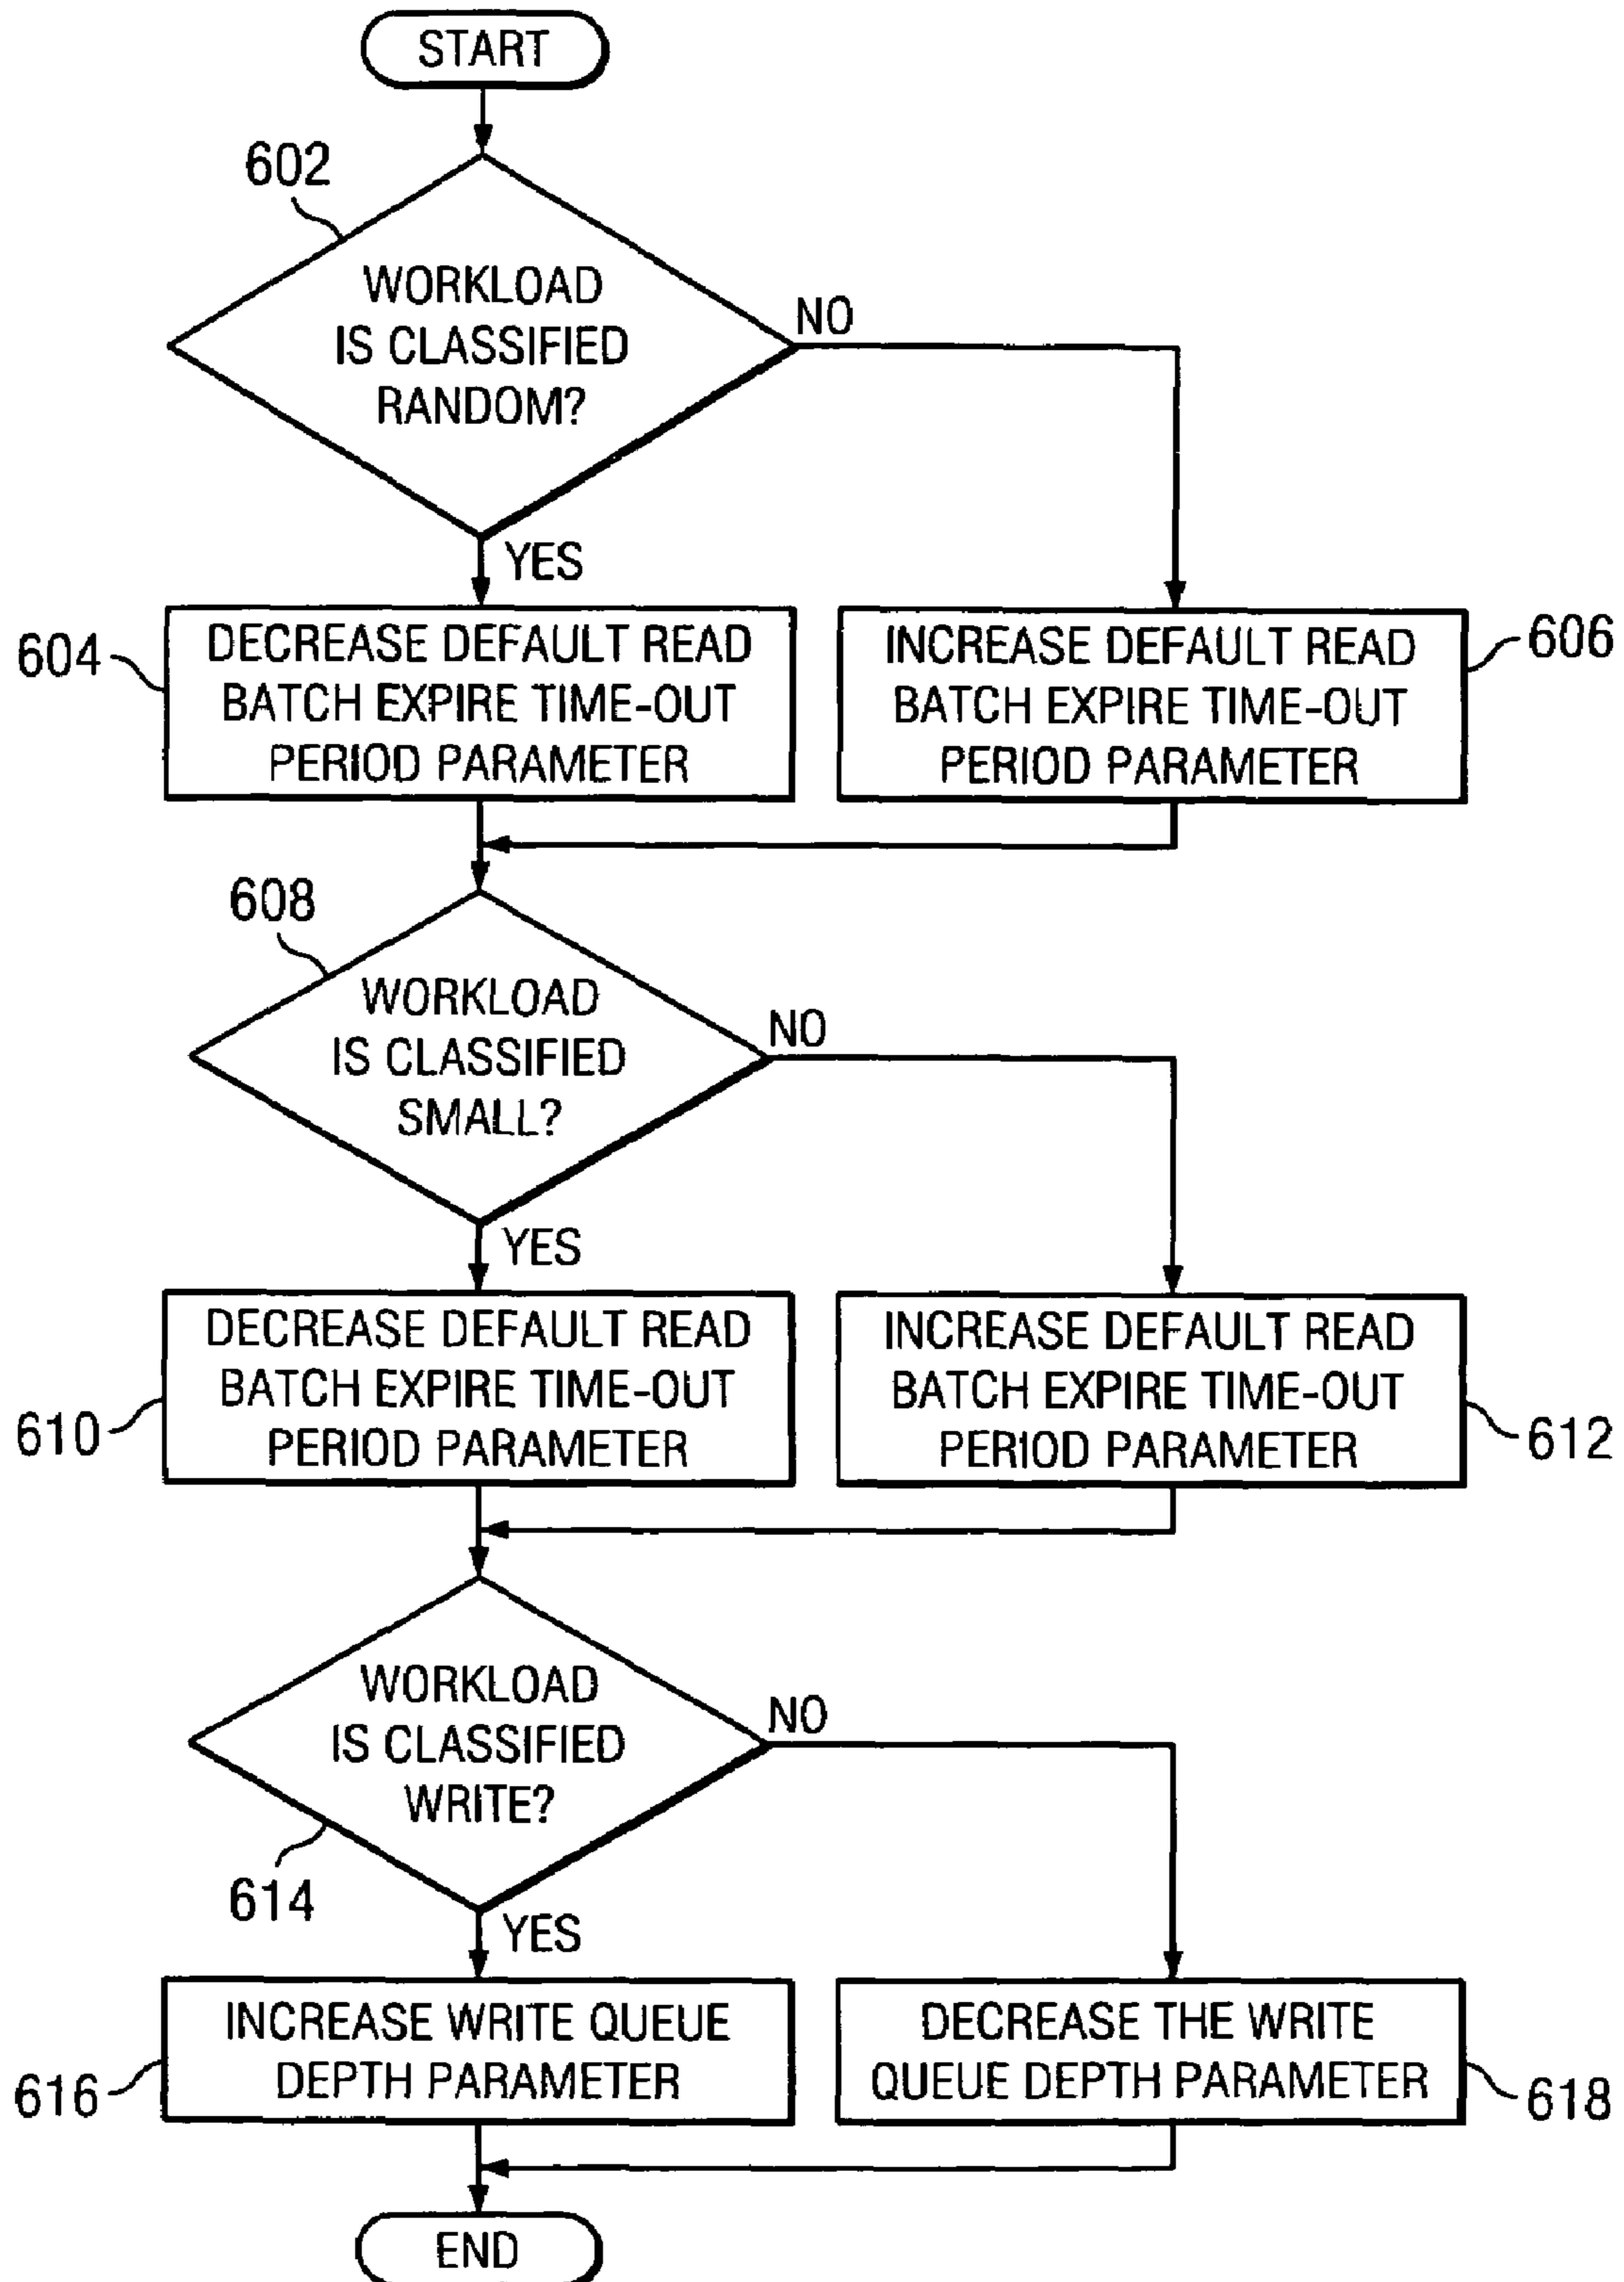 START
602
WORKLOAD
IS CLASSIFIED
RANDOM?
NO
YES
604
DECREASE DEFAULT READ
BATCH EXPIRE TIME-OUT
PERIOD PARAMETER
INCREASE DEFAULT READ
BATCH EXPIRE TIME-OUT
PERIOD PARAMETER
606
608
WORKLOAD
IS CLASSIFIED
SMALL?
NO
YES
610
DECREASE DEFAULT READ
BATCH EXPIRE TIME-OUT
PERIOD PARAMETER
INCREASE DEFAULT READ
BATCH EXPIRE TIME-OUT
PERIOD PARAMETER
612
WORKLOAD
IS CLASSIFIED
WRITE?
NO
614
YES
616
INCREASE WRITE QUEUE
DEPTH PARAMETER
DECREASE THE WRITE
QUEUE DEPTH PARAMETER
618
END